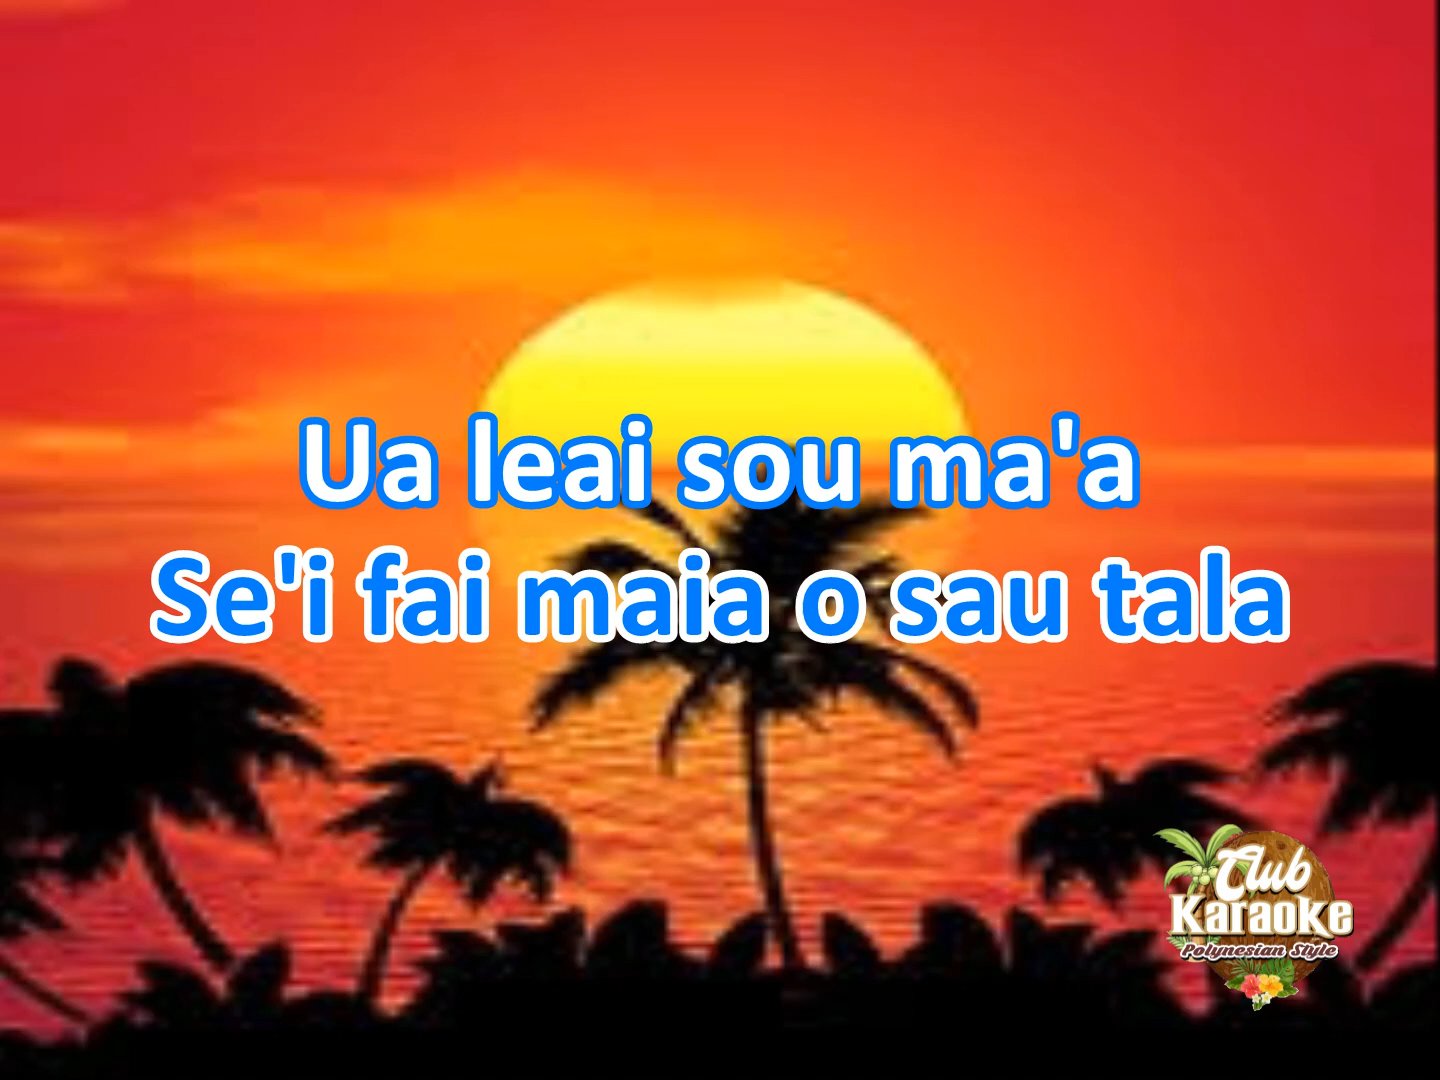 Ua leai sou ma'a
Se'i fai maia o sau tala
Club
Karaoke
Polynesian Style